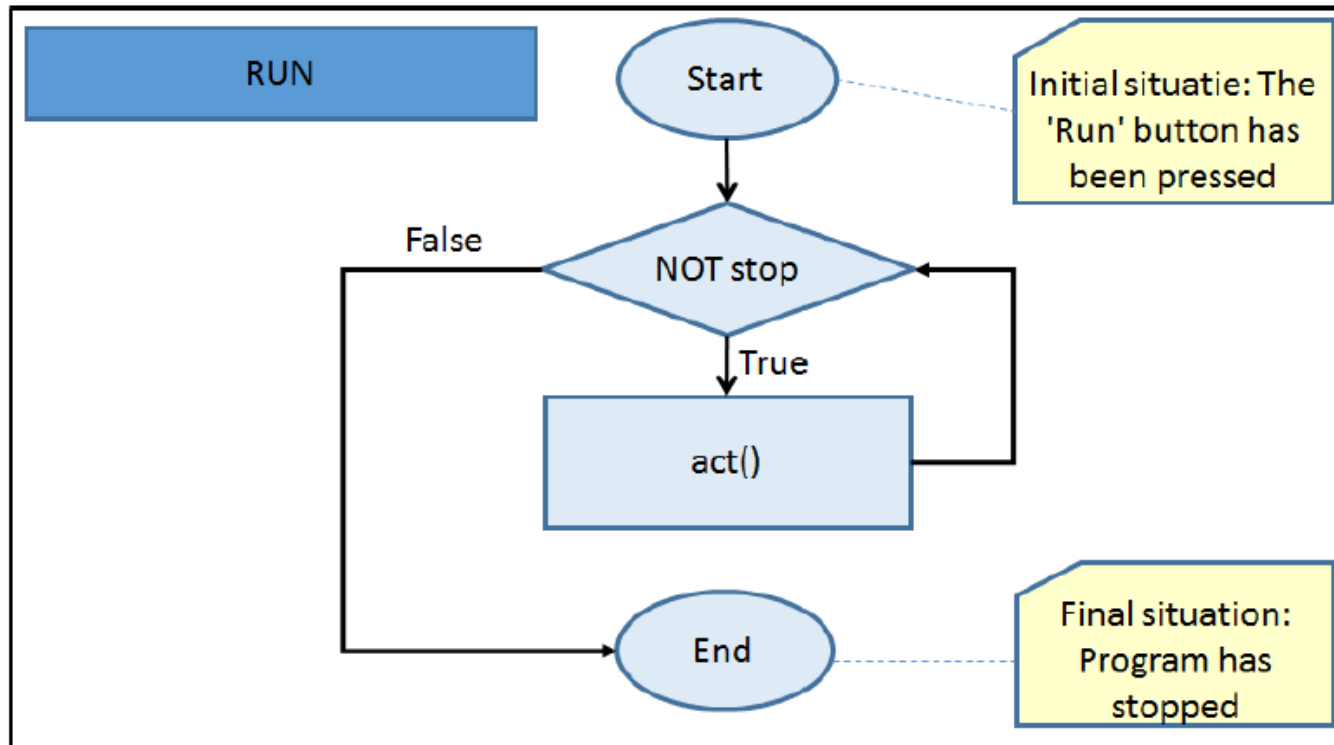 RUN
Start
Initial situatie: The
'Run' button has
been pressed
False
NOT stop
True
act()
End
Final situation:
Program has
stopped